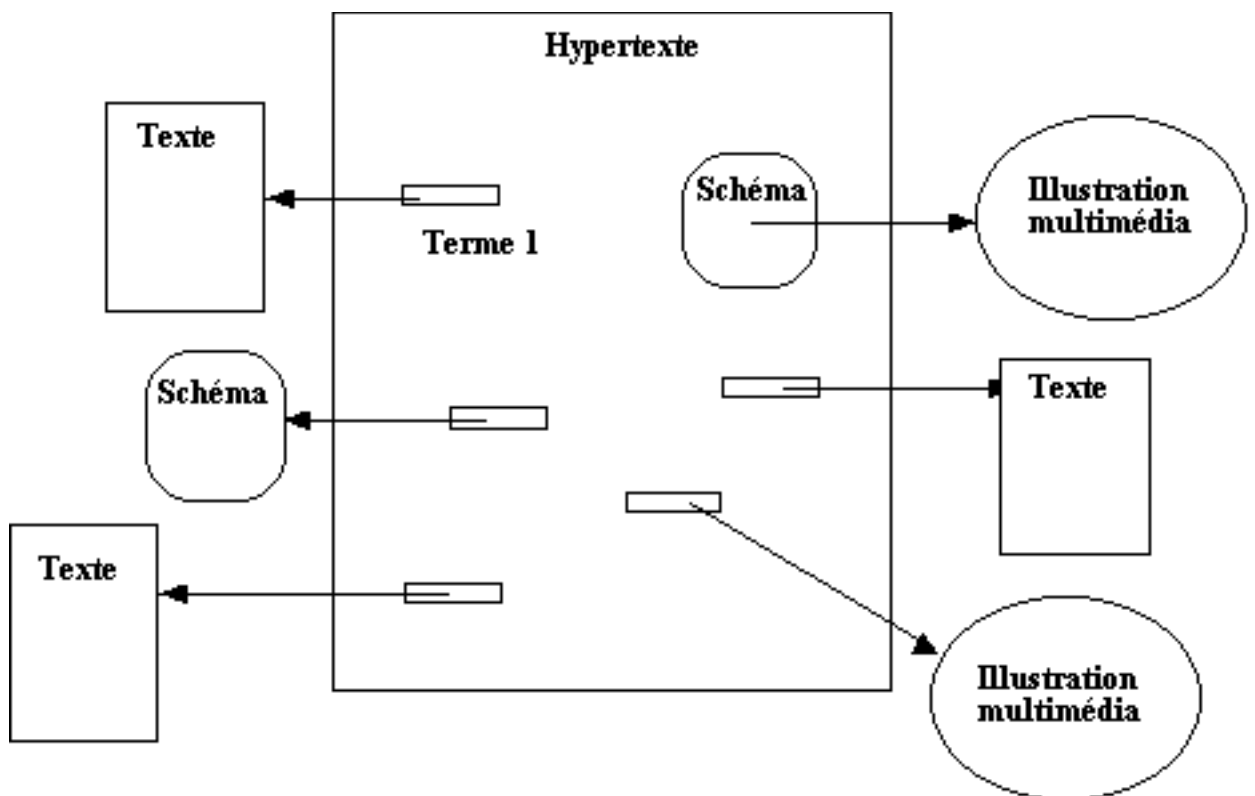 Hypertexte
Texte
Schéma
Illustration
multimédia
Terme 1
Schéma
Texte
Texte
Illustration
multimédia